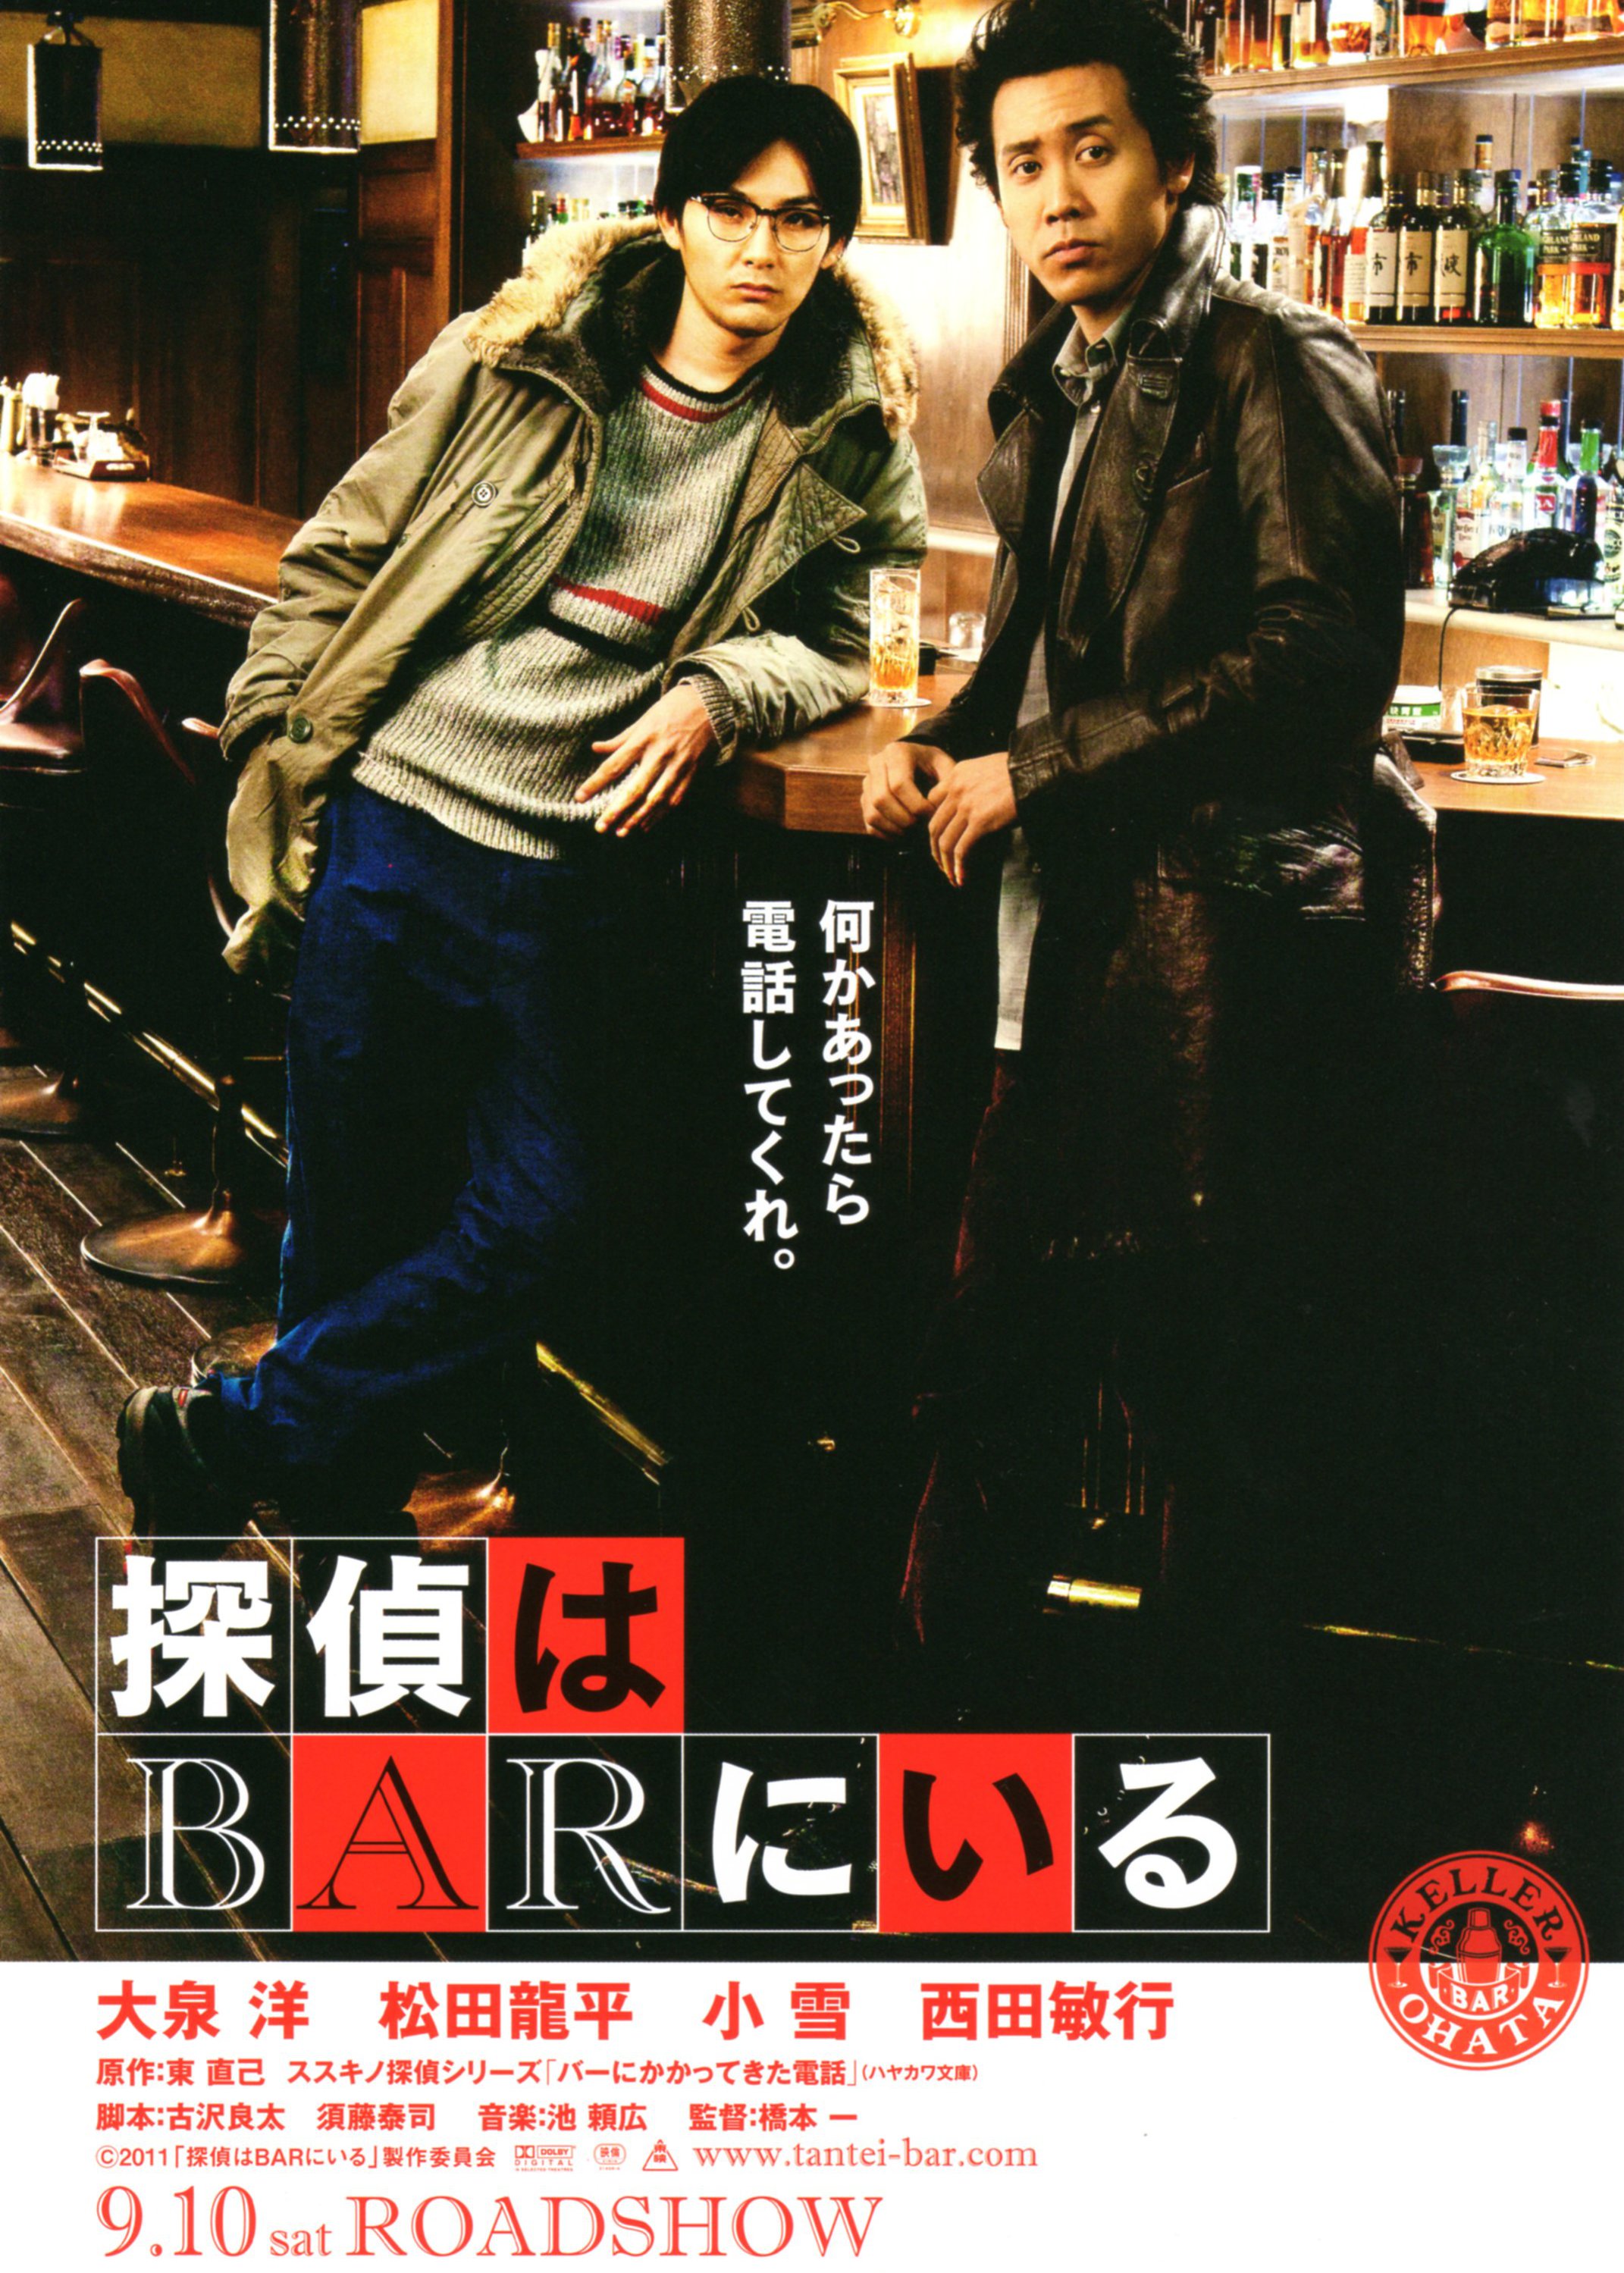 何かあったら
電話してくれ。
探偵は
BARにいる
KELLER
BAR
OHATA
大泉 洋 松田龍平 小 雪 西田敏行
原作:東 直己 ススキノ探偵シリーズ「バーにかかってきた電話」(ハヤカワ文庫)
脚本:古沢良太 須藤泰司 音楽:池 頼広 監督:橋本 一
©2011「探偵はBARにいる」製作委員会 DOLBY DIGITAL www.tantei-bar.com
9.10 sat ROADSHOW